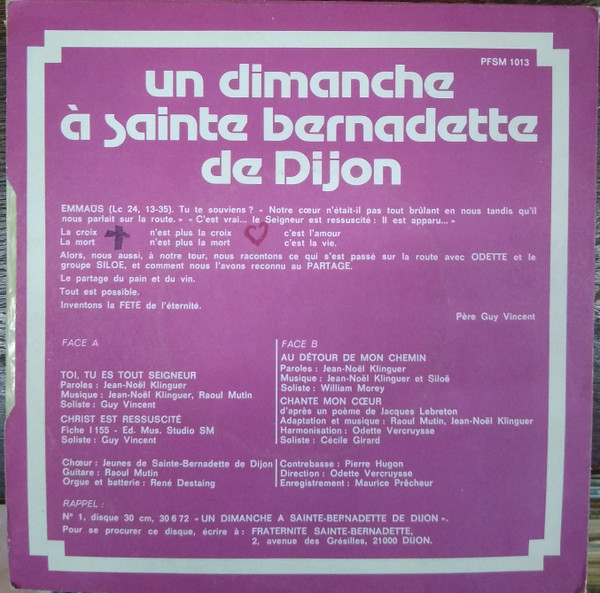 PFSM 1013
un dimanche
à sainte bernadette
de Dijon
EMMAÜS (Lc 24, 13-35). Tu te souviens ? « Notre cœur n'était-il pas tout brûlant en nous tandis qu'il
nous parlait sur la route. » « C'est vrai... le Seigneur est ressuscité : Il est apparu... »
La croix n'est plus la croix c'est l'amour
La mort n'est plus la mort c'est la vie.
Alors, nous aussi, à notre tour, nous racontons ce qui s'est passé sur la route avec ODETTE et le
groupe SILOE, et comment nous l'avons reconnu au PARTAGE.
Le partage du pain et du vin.
Tout est possible.
Inventons la FETE de l'éternité.
Père Guy Vincent
FACE A
TOI, TU ES TOUT SEIGNEUR
Paroles : Jean-Noël Klinguer
Musique : Jean-Noël Klinguer, Raoul Mutin
Soliste : Guy Vincent
CHRIST EST RESSUSCITÉ
Fiche I 155 - Ed. Mus. Studio SM
Soliste : Guy Vincent
FACE B
AU DÉTOUR DE MON CHEMIN
Paroles : Jean-Noël Klinguer
Musique : Jean-Noël Klinguer et Siloë
Soliste : William Morey
CHANTE MON CŒUR
d'après un poème de Jacques Lebreton
Adaptation et musique : Raoul Mutin, Jean-Noël Klinguer
Harmonisation : Odette Vercruysse
Soliste : Cécile Girard
Chœur : Jeunes de Sainte-Bernadette de Dijon
Guitare : Raoul Mutin
Orgue et batterie : René Destaing
Contrebasse : Pierre Hugon
Direction : Odette Vercruysse
Enregistrement : Maurice Prêcheur
RAPPEL :
N° 1, disque 30 cm, 30 6 72 « UN DIMANCHE A SAINTE-BERNADETTE DE DIJON ».
Pour se procurer ce disque, écrire à : FRATERNITE SAINTE-BERNADETTE,
2, avenue des Grésilles, 21000 DIJON.